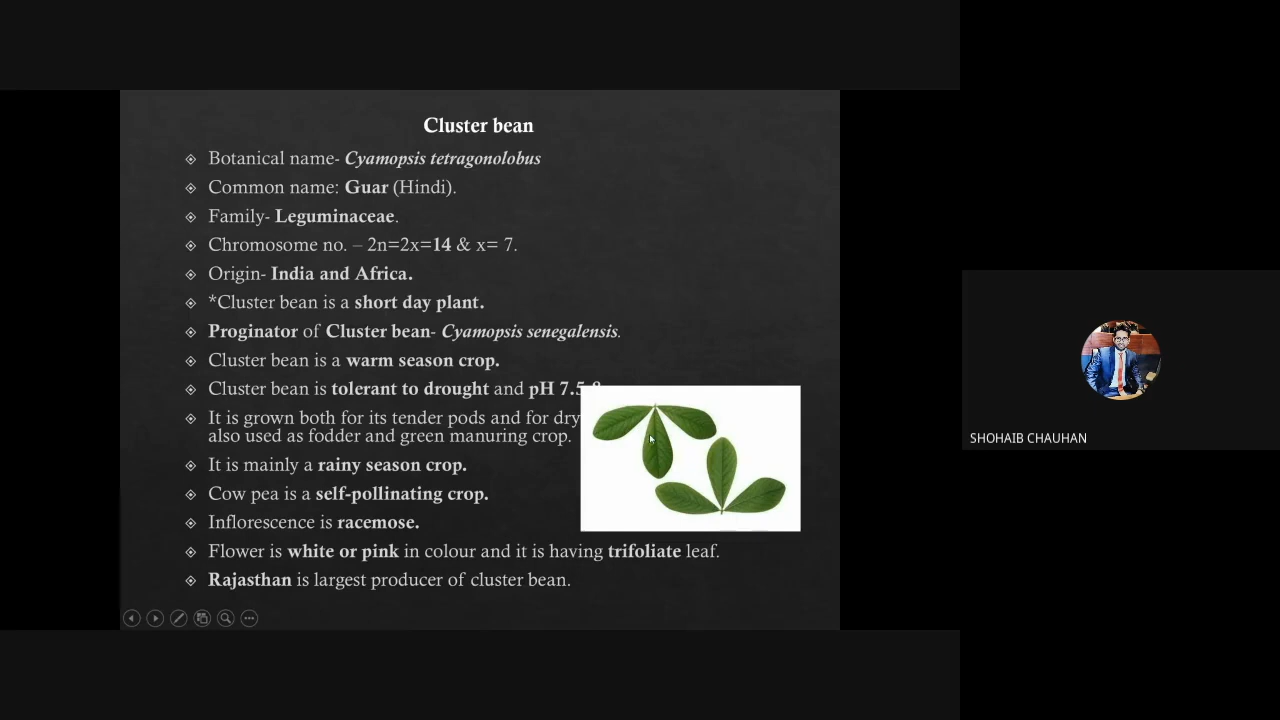 Cluster bean
Botanical name- Cyamopsis tetragonolobus
Common name: Guar (Hindi).
Family- Leguminaceae.
Chromosome no. – 2n=2x=14 & x= 7.
Origin- India and Africa.
*Cluster bean is a short day plant.
Proginator of Cluster bean- Cyamopsis senegalensis.
Cluster bean is a warm season crop.
Cluster bean is tolerant to drought and pH 7.5
It is grown both for its tender pods and for dry
also used as fodder and green manuring crop.
It is mainly a rainy season crop.
Cow pea is a self-pollinating crop.
Inflorescence is racemose.
Flower is white or pink in colour and it is having trifoliate leaf.
Rajasthan is largest producer of cluster bean.
SHOHAIB CHAUHAN